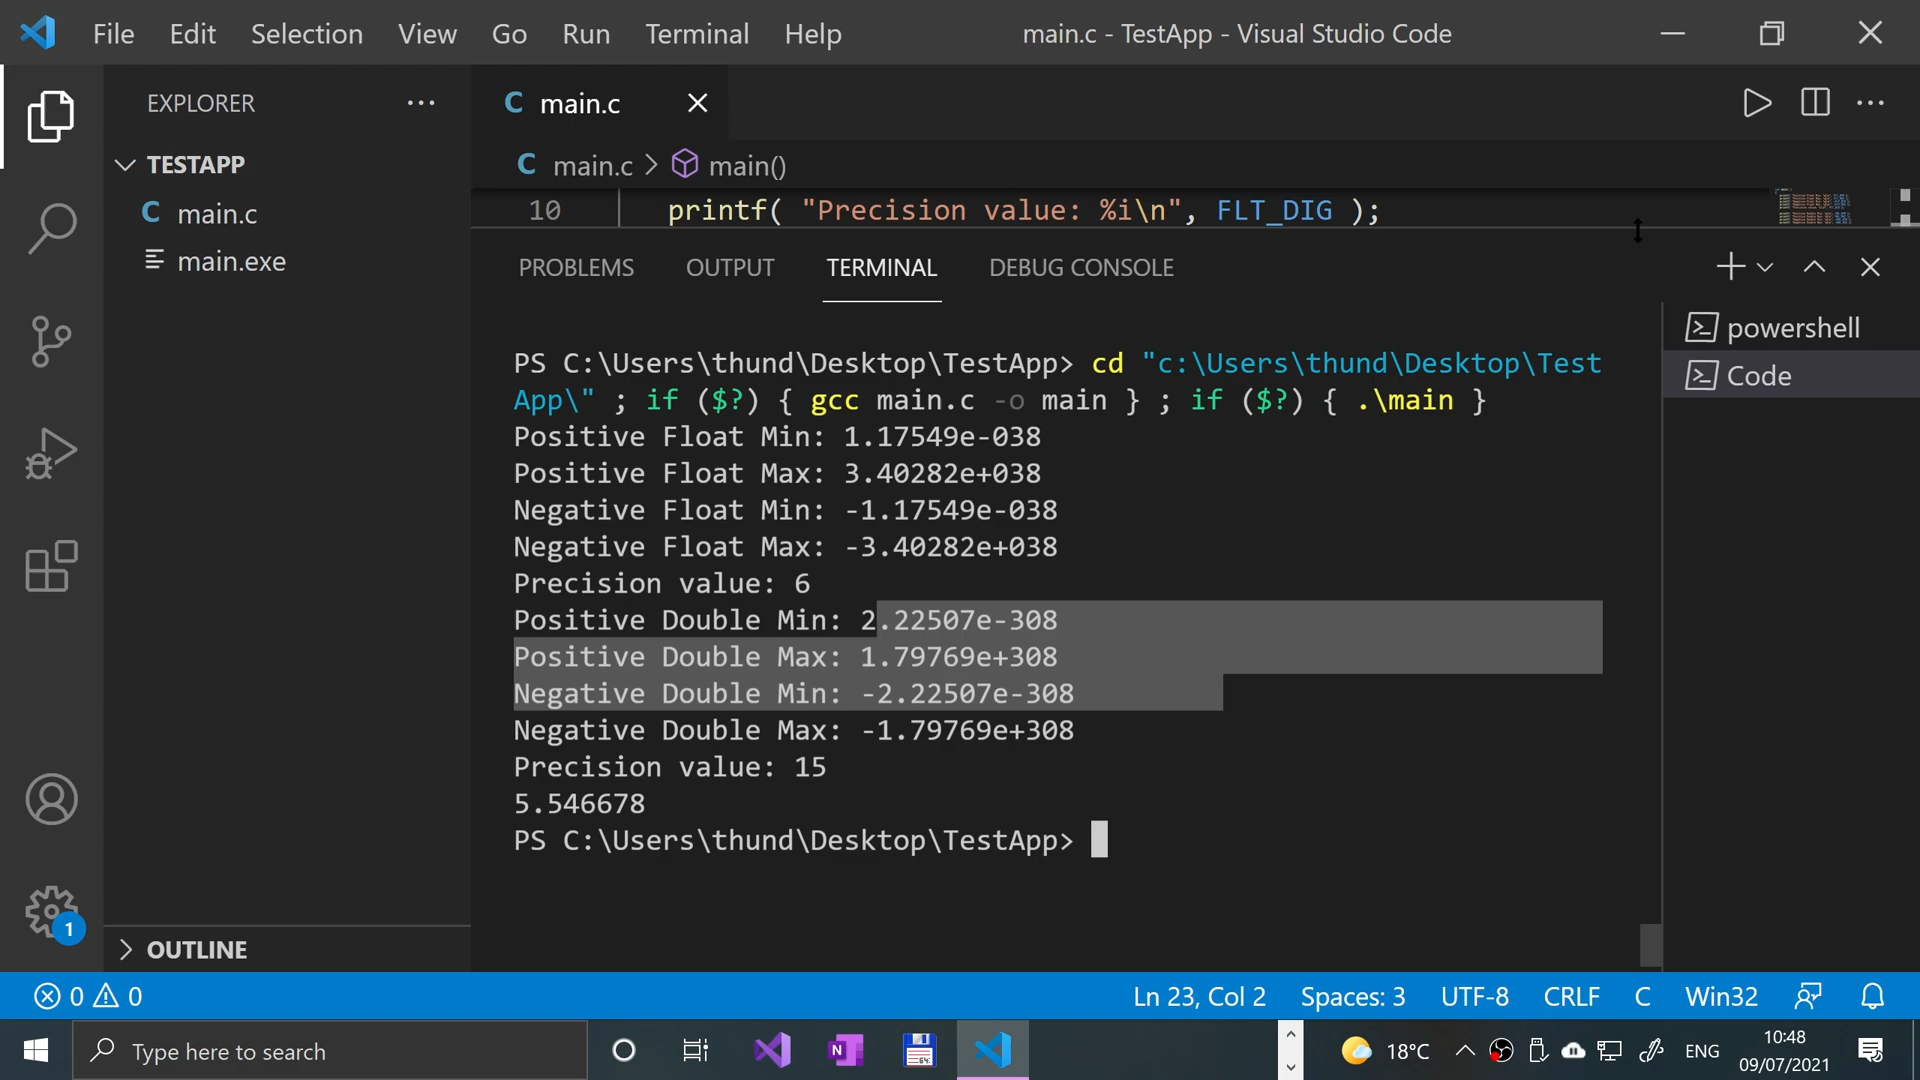 File Edit Selection View Go Run Terminal Help main.c - TestApp - Visual Studio Code
EXPLORER
TESTAPP
C main.c
main.exe
OUTLINE
C main.c
C main.c > main()
10 printf( "Precision value: %i\n", FLT_DIG );
PROBLEMS OUTPUT TERMINAL DEBUG CONSOLE
powershell
Code
PS C:\Users\thund\Desktop\TestApp> cd "c:\Users\thund\Desktop\Test
App\" ; if ($?) { gcc main.c -o main } ; if ($?) { .\main }
Positive Float Min: 1.17549e-038
Positive Float Max: 3.40282e+038
Negative Float Min: -1.17549e-038
Negative Float Max: -3.40282e+038
Precision value: 6
Positive Double Min: 2.22507e-308
Positive Double Max: 1.79769e+308
Negative Double Min: -2.22507e-308
Negative Double Max: -1.79769e+308
Precision value: 15
5.546678
PS C:\Users\thund\Desktop\TestApp>
1
0 0 Ln 23, Col 2 Spaces: 3 UTF-8 CRLF C Win32
Type here to search N 64 18°C ENG 10:48
09/07/2021